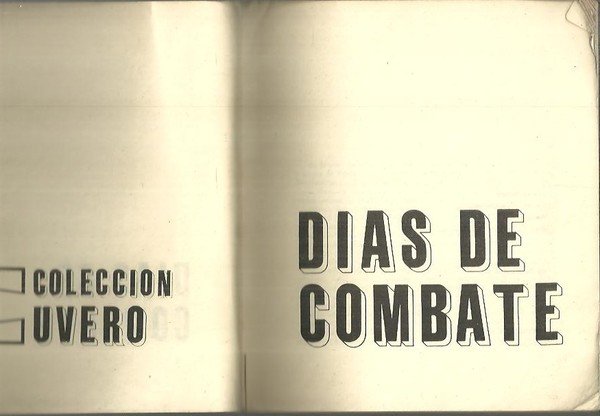 COLECCION
UVERO
DIAS DE
COMBATE